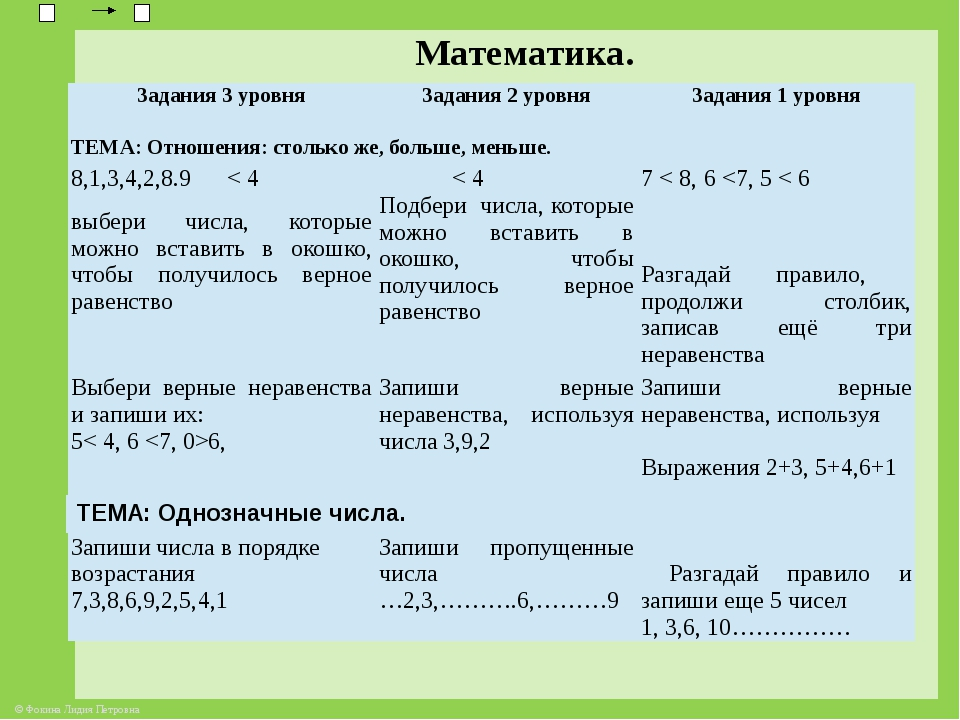 Математика.
Задания 3 уровня Задания 2 уровня Задания 1 уровня
ТЕМА: Отношения: столько же, больше, меньше.
8,1,3,4,2,8.9 < 4
выбери числа, которые
можно вставить в окошко,
чтобы получилось верное
равенство
< 4
Подбери числа, которые
можно вставить в
окошко, чтобы
получилось верное
равенство
7 < 8, 6 <7, 5 < 6
Разгадай правило,
продолжи столбик,
записав ещё три
неравенства
Выбери верные неравенства
и запиши их:
5< 4, 6 <7, 0>6,
Запиши верные
неравенства, используя
числа 3,9,2
Запиши верные
неравенства, используя
Выражения 2+3, 5+4,6+1
ТЕМА: Однозначные числа.
Запиши числа в порядке
возрастания
7,3,8,6,9,2,5,4,1
Запиши пропущенные
числа
…2,3,……….6,………9
Разгадай правило и
запиши еще 5 чисел
1, 3,6, 10……………
© Фокина Лидия Петровна